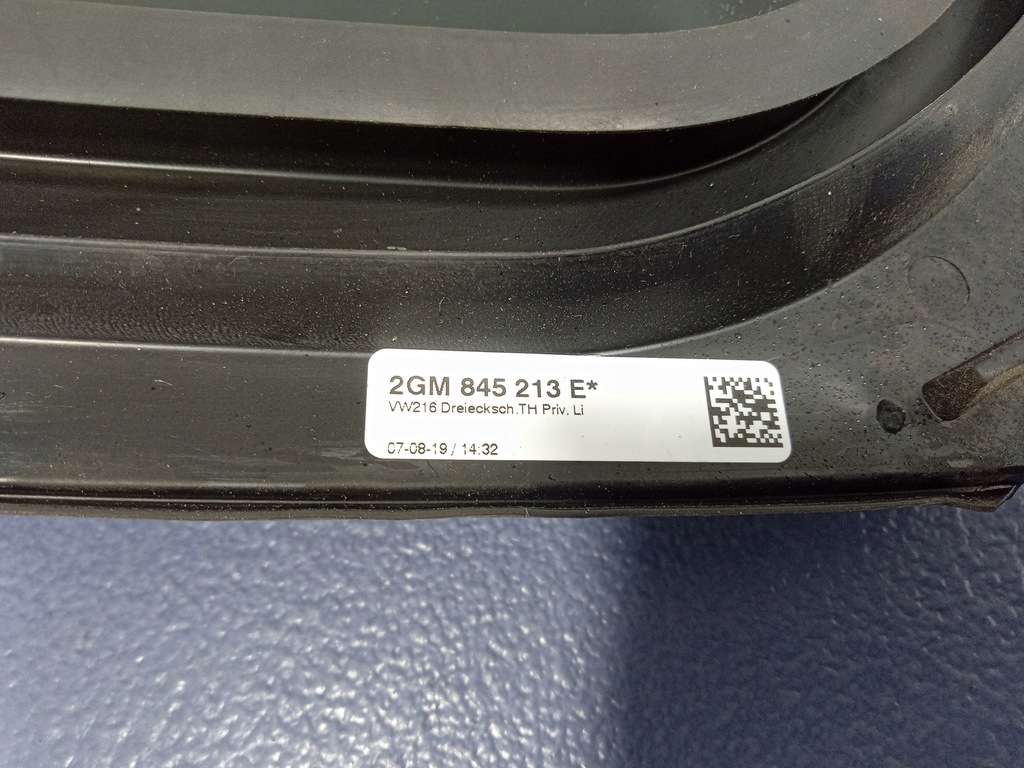 2GM 845 213 E*
VW216 Dreiecksch.TH Priv. Li
07-08-19 / 14:32